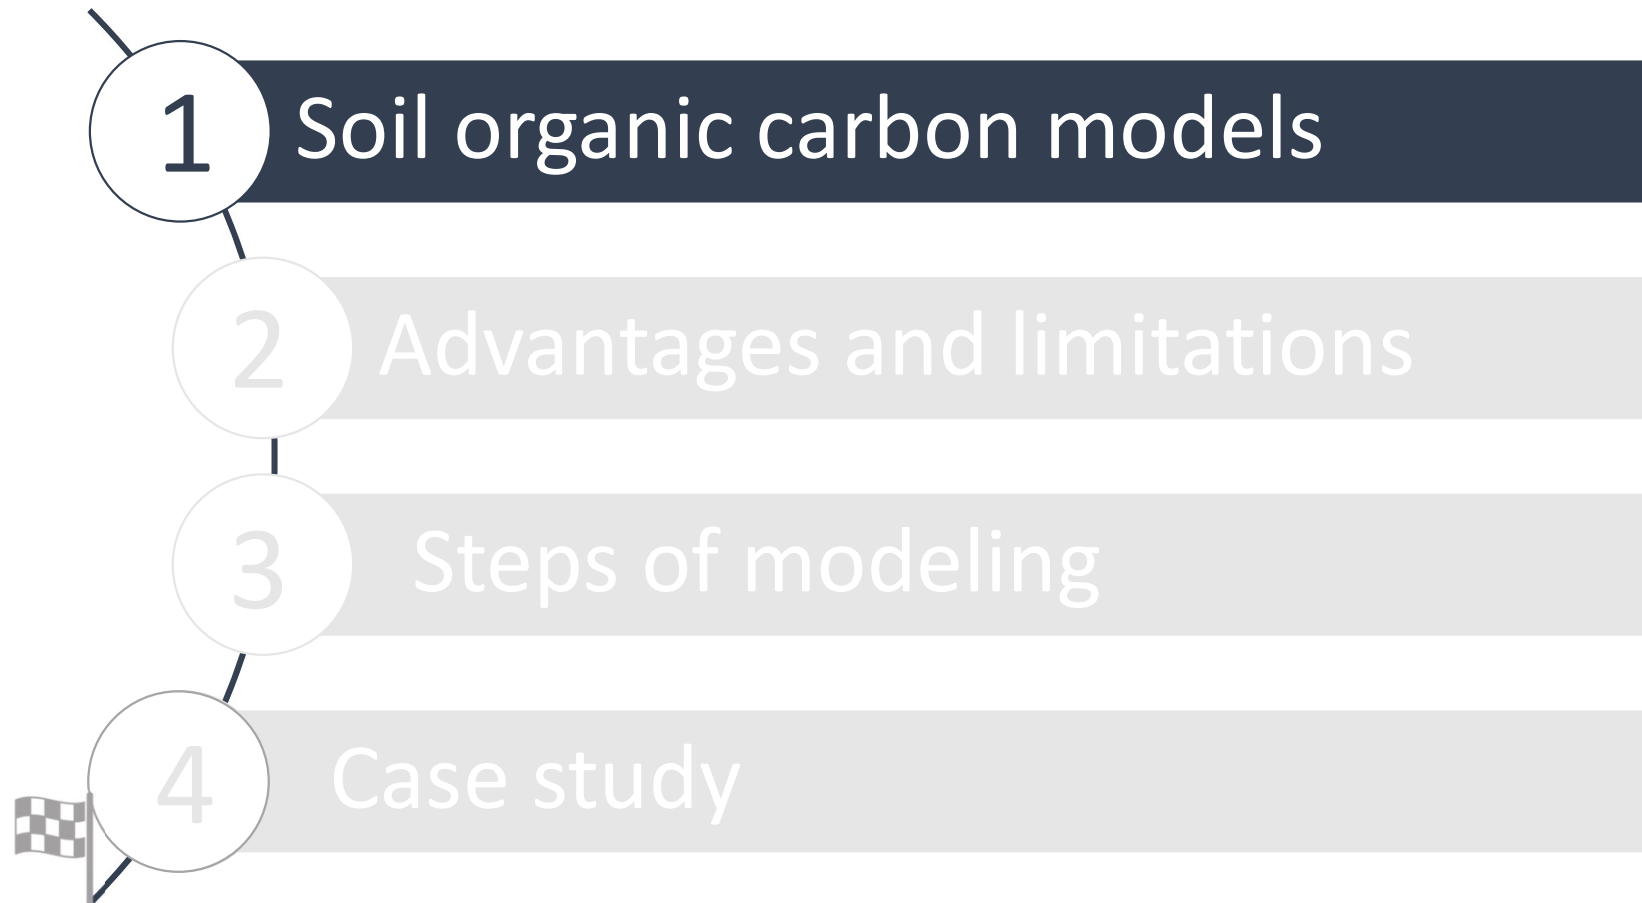 1 Soil organic carbon models
2 Advantages and limitations
3 Steps of modeling
4 Case study